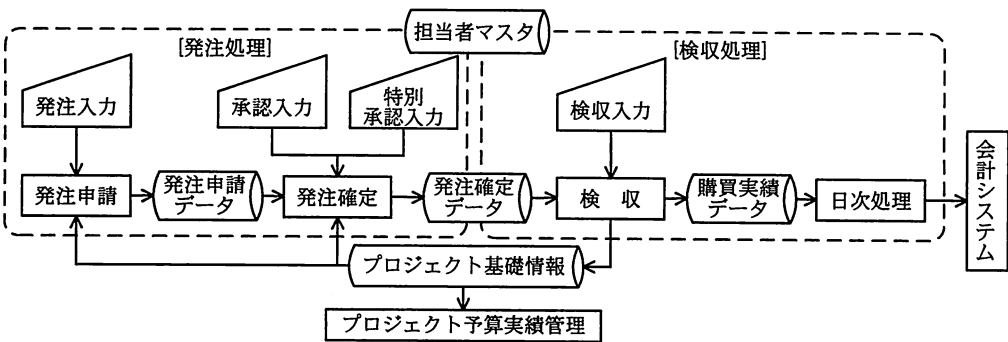 担当者マスタ
[発注処理]
[検収処理]
発注入力
承認入力
特別
承認入力
検収入力
発注申請
発注申請
データ
発注確定
発注確定
データ
検　収
購買実績
データ
日次処理
会計システム
プロジェクト基礎情報
プロジェクト予算実績管理